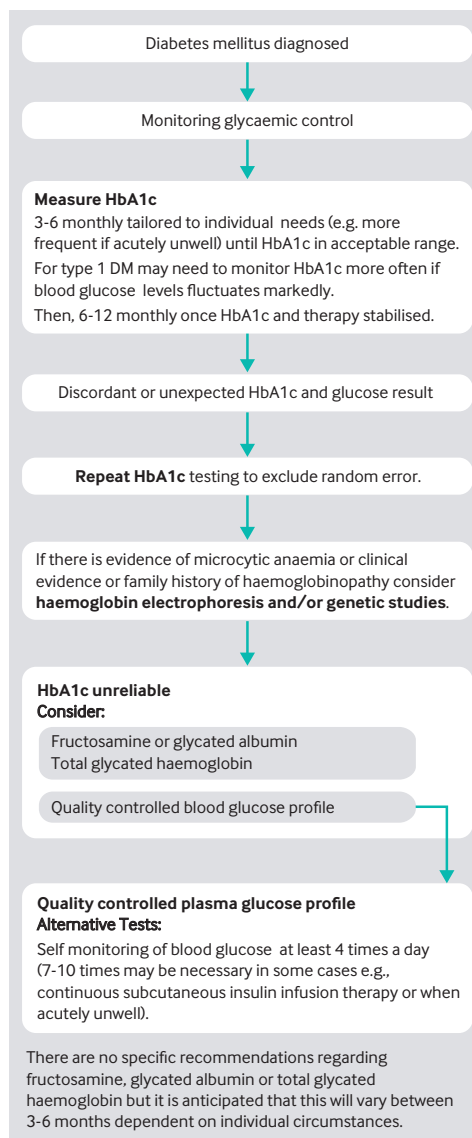 Diabetes mellitus diagnosed
Monitoring glycaemic control
Measure HbA1c
3-6 monthly tailored to individual needs (e.g. more
frequent if acutely unwell) until HbA1c in acceptable range.
For type 1 DM may need to monitor HbA1c more often if
blood glucose levels fluctuates markedly.
Then, 6-12 monthly once HbA1c and therapy stabilised.
Discordant or unexpected HbA1c and glucose result
Repeat HbA1c testing to exclude random error.
If there is evidence of microcytic anaemia or clinical
evidence or family history of haemoglobinopathy consider
haemoglobin electrophoresis and/or genetic studies.
HbA1c unreliable
Consider:
Fructosamine or glycated albumin
Total glycated haemoglobin
Quality controlled blood glucose profile
Quality controlled plasma glucose profile
Alternative Tests:
Self monitoring of blood glucose at least 4 times a day
(7-10 times may be necessary in some cases e.g.,
continuous subcutaneous insulin infusion therapy or when
acutely unwell).
There are no specific recommendations regarding
fructosamine, glycated albumin or total glycated
haemoglobin but it is anticipated that this will vary between
3-6 months dependent on individual circumstances.